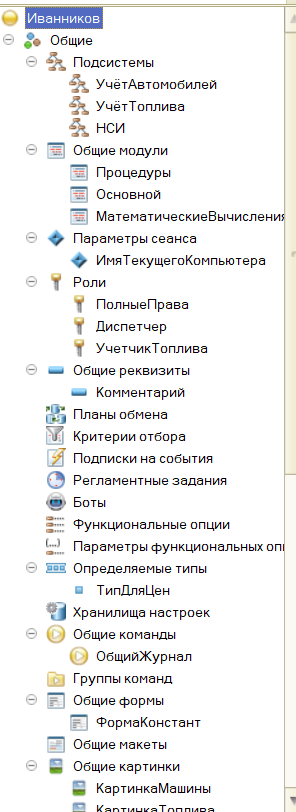 Иванников
Общие
Подсистемы
УчётАвтомобилей
УчётТоплива
НСИ
Общие модули
Процедуры
Основной
МатематическиеВычисления
Параметры сеанса
ИмяТекущегоКомпьютера
Роли
ПолныеПрава
Диспетчер
УчетчикТоплива
Общие реквизиты
Комментарий
Планы обмена
Критерии отбора
Подписки на события
Регламентные задания
Боты
Функциональные опции
Параметры функциональных оп
Определяемые типы
ТипДляЦен
Хранилища настроек
Общие команды
ОбщийЖурнал
Группы команд
Общие формы
ФормаКонстант
Общие макеты
Общие картинки
КартинкаМашины
КартинкаТоплива